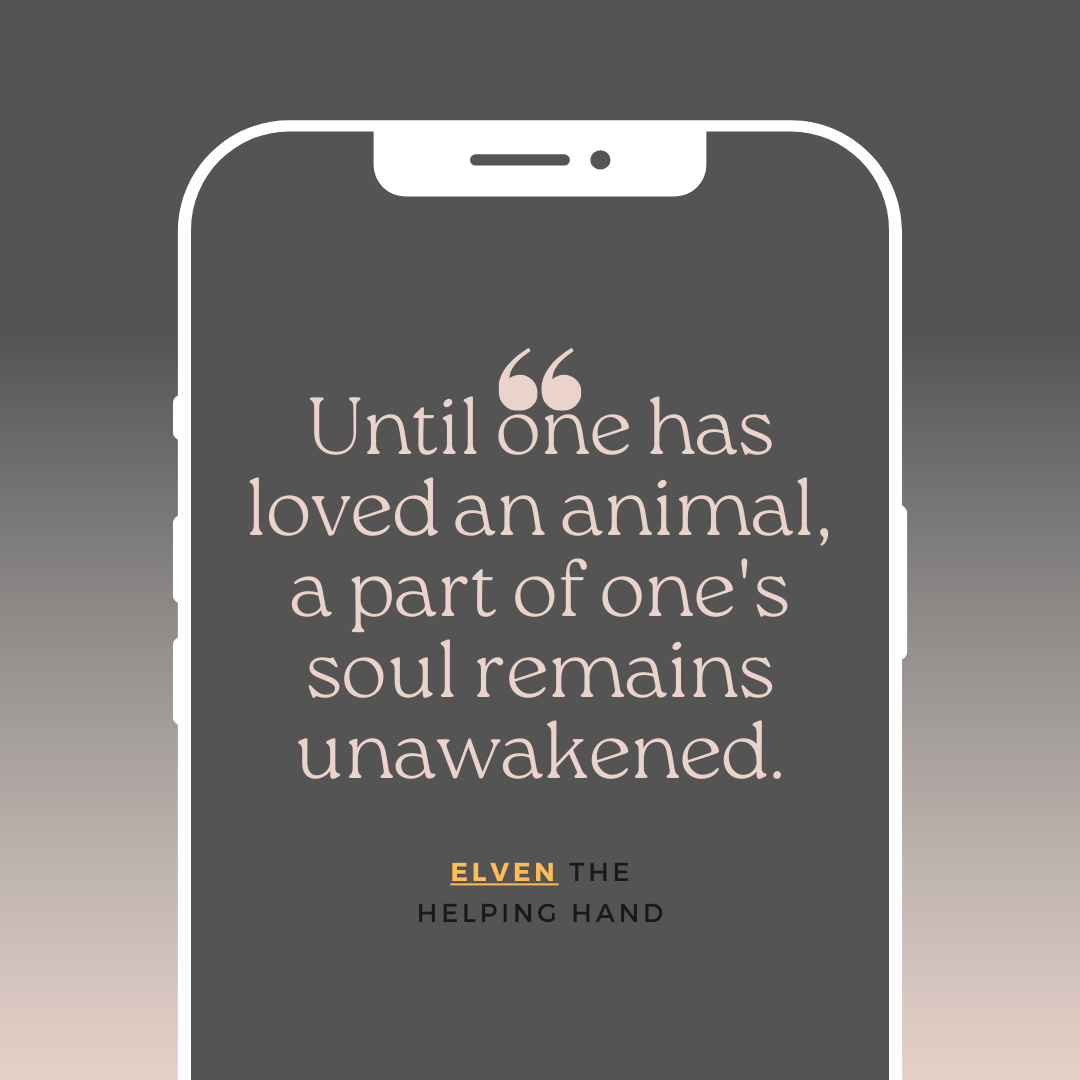 “
Until one has
loved an animal,
a part of one's
soul remains
unawakened.
ELVEN THE
HELPING HAND